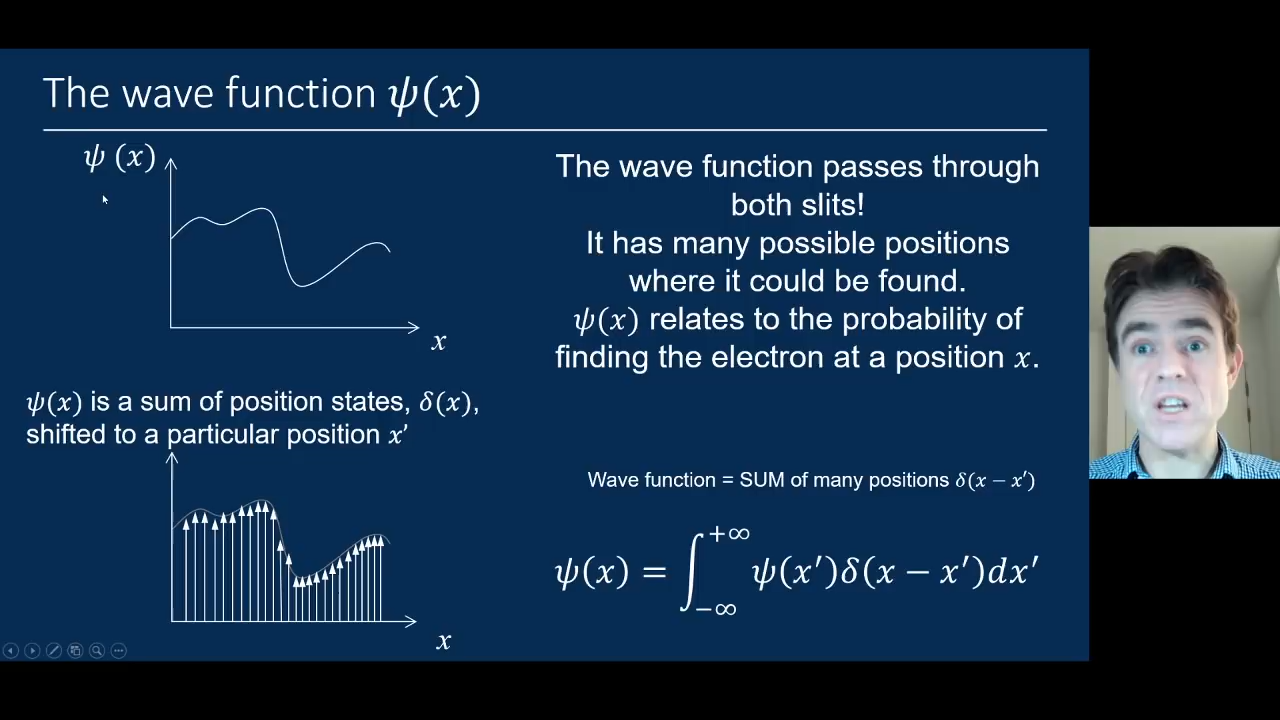 The wave function ψ(x)
ψ (x)
x
ψ(x) is a sum of position states, δ(x),
shifted to a particular position x′
x
The wave function passes through
both slits!
It has many possible positions
where it could be found.
ψ(x) relates to the probability of
finding the electron at a position x.
Wave function = SUM of many positions δ(x − x′)
ψ(x) = ∫_{−∞}^{+∞} ψ(x′)δ(x − x′)dx′